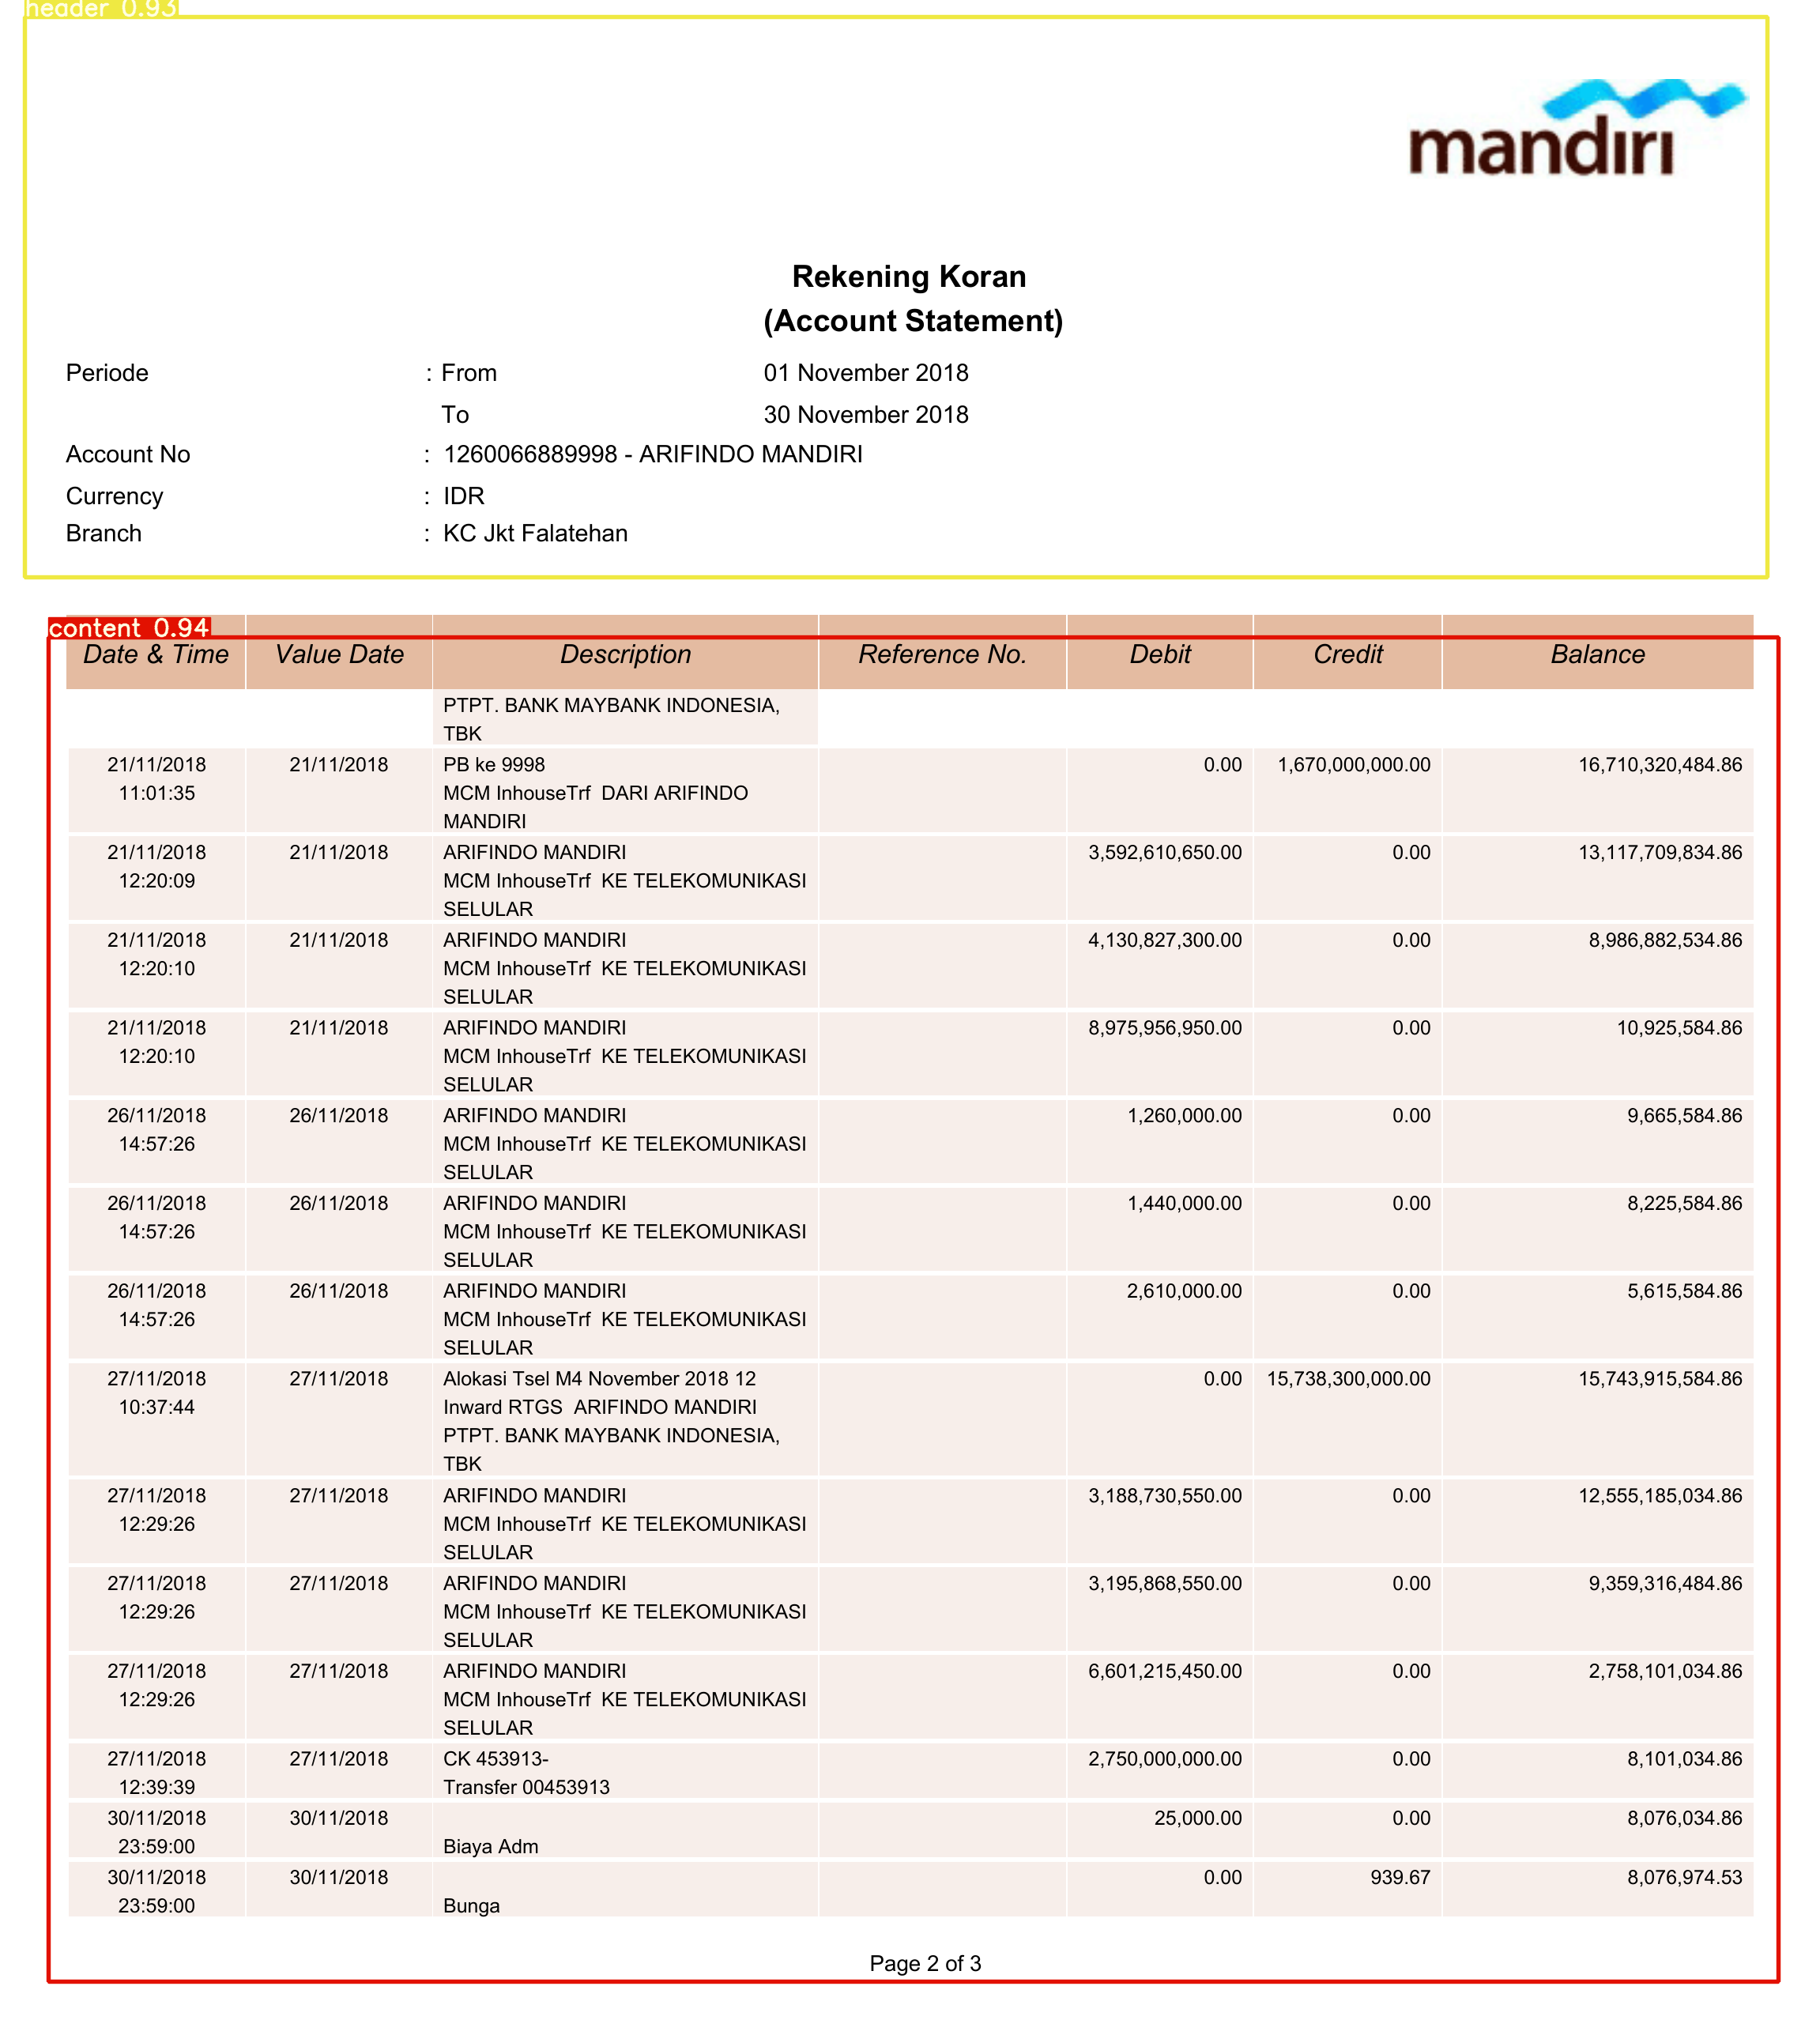 header 0.93
mandırı
Rekening Koran
(Account Statement)
Periode : From 01 November 2018
To 30 November 2018
Account No : 1260066889998 - ARIFINDO MANDIRI
Currency : IDR
Branch : KC Jkt Falatehan
content 0.94
Date & Time Value Date Description Reference No. Debit Credit Balance
PTPT. BANK MAYBANK INDONESIA,
TBK
21/11/2018 21/11/2018 PB ke 9998 0.00 1,670,000,000.00 16,710,320,484.86
11:01:35 MCM InhouseTrf DARI ARIFINDO
MANDIRI
21/11/2018 21/11/2018 ARIFINDO MANDIRI 3,592,610,650.00 0.00 13,117,709,834.86
12:20:09 MCM InhouseTrf KE TELEKOMUNIKASI
SELULAR
21/11/2018 21/11/2018 ARIFINDO MANDIRI 4,130,827,300.00 0.00 8,986,882,534.86
12:20:10 MCM InhouseTrf KE TELEKOMUNIKASI
SELULAR
21/11/2018 21/11/2018 ARIFINDO MANDIRI 8,975,956,950.00 0.00 10,925,584.86
12:20:10 MCM InhouseTrf KE TELEKOMUNIKASI
SELULAR
26/11/2018 26/11/2018 ARIFINDO MANDIRI 1,260,000.00 0.00 9,665,584.86
14:57:26 MCM InhouseTrf KE TELEKOMUNIKASI
SELULAR
26/11/2018 26/11/2018 ARIFINDO MANDIRI 1,440,000.00 0.00 8,225,584.86
14:57:26 MCM InhouseTrf KE TELEKOMUNIKASI
SELULAR
26/11/2018 26/11/2018 ARIFINDO MANDIRI 2,610,000.00 0.00 5,615,584.86
14:57:26 MCM InhouseTrf KE TELEKOMUNIKASI
SELULAR
27/11/2018 27/11/2018 Alokasi Tsel M4 November 2018 12 0.00 15,738,300,000.00 15,743,915,584.86
10:37:44 Inward RTGS ARIFINDO MANDIRI
PTPT. BANK MAYBANK INDONESIA,
TBK
27/11/2018 27/11/2018 ARIFINDO MANDIRI 3,188,730,550.00 0.00 12,555,185,034.86
12:29:26 MCM InhouseTrf KE TELEKOMUNIKASI
SELULAR
27/11/2018 27/11/2018 ARIFINDO MANDIRI 3,195,868,550.00 0.00 9,359,316,484.86
12:29:26 MCM InhouseTrf KE TELEKOMUNIKASI
SELULAR
27/11/2018 27/11/2018 ARIFINDO MANDIRI 6,601,215,450.00 0.00 2,758,101,034.86
12:29:26 MCM InhouseTrf KE TELEKOMUNIKASI
SELULAR
27/11/2018 27/11/2018 CK 453913- 2,750,000,000.00 0.00 8,101,034.86
12:39:39 Transfer 00453913
30/11/2018 30/11/2018 25,000.00 0.00 8,076,034.86
23:59:00 Biaya Adm
30/11/2018 30/11/2018 0.00 939.67 8,076,974.53
23:59:00 Bunga
Page 2 of 3